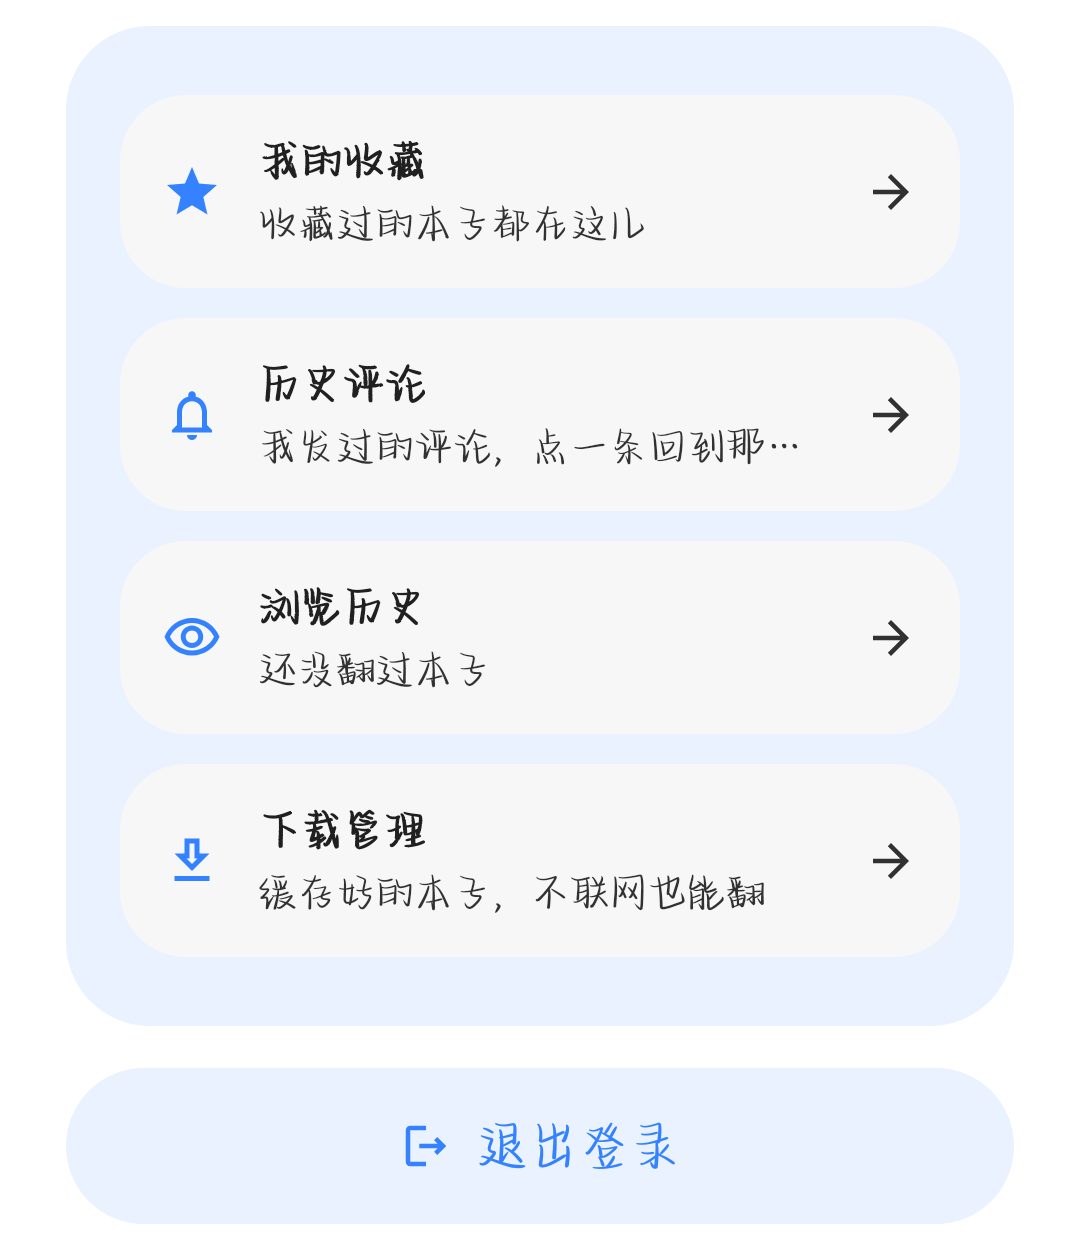 我的收藏
收藏过的本子都在这儿
历史评论
我发过的评论，点一条回到那…
浏览历史
还没翻过本子
下载管理
缓存好的本子，不联网也能翻
退出登录